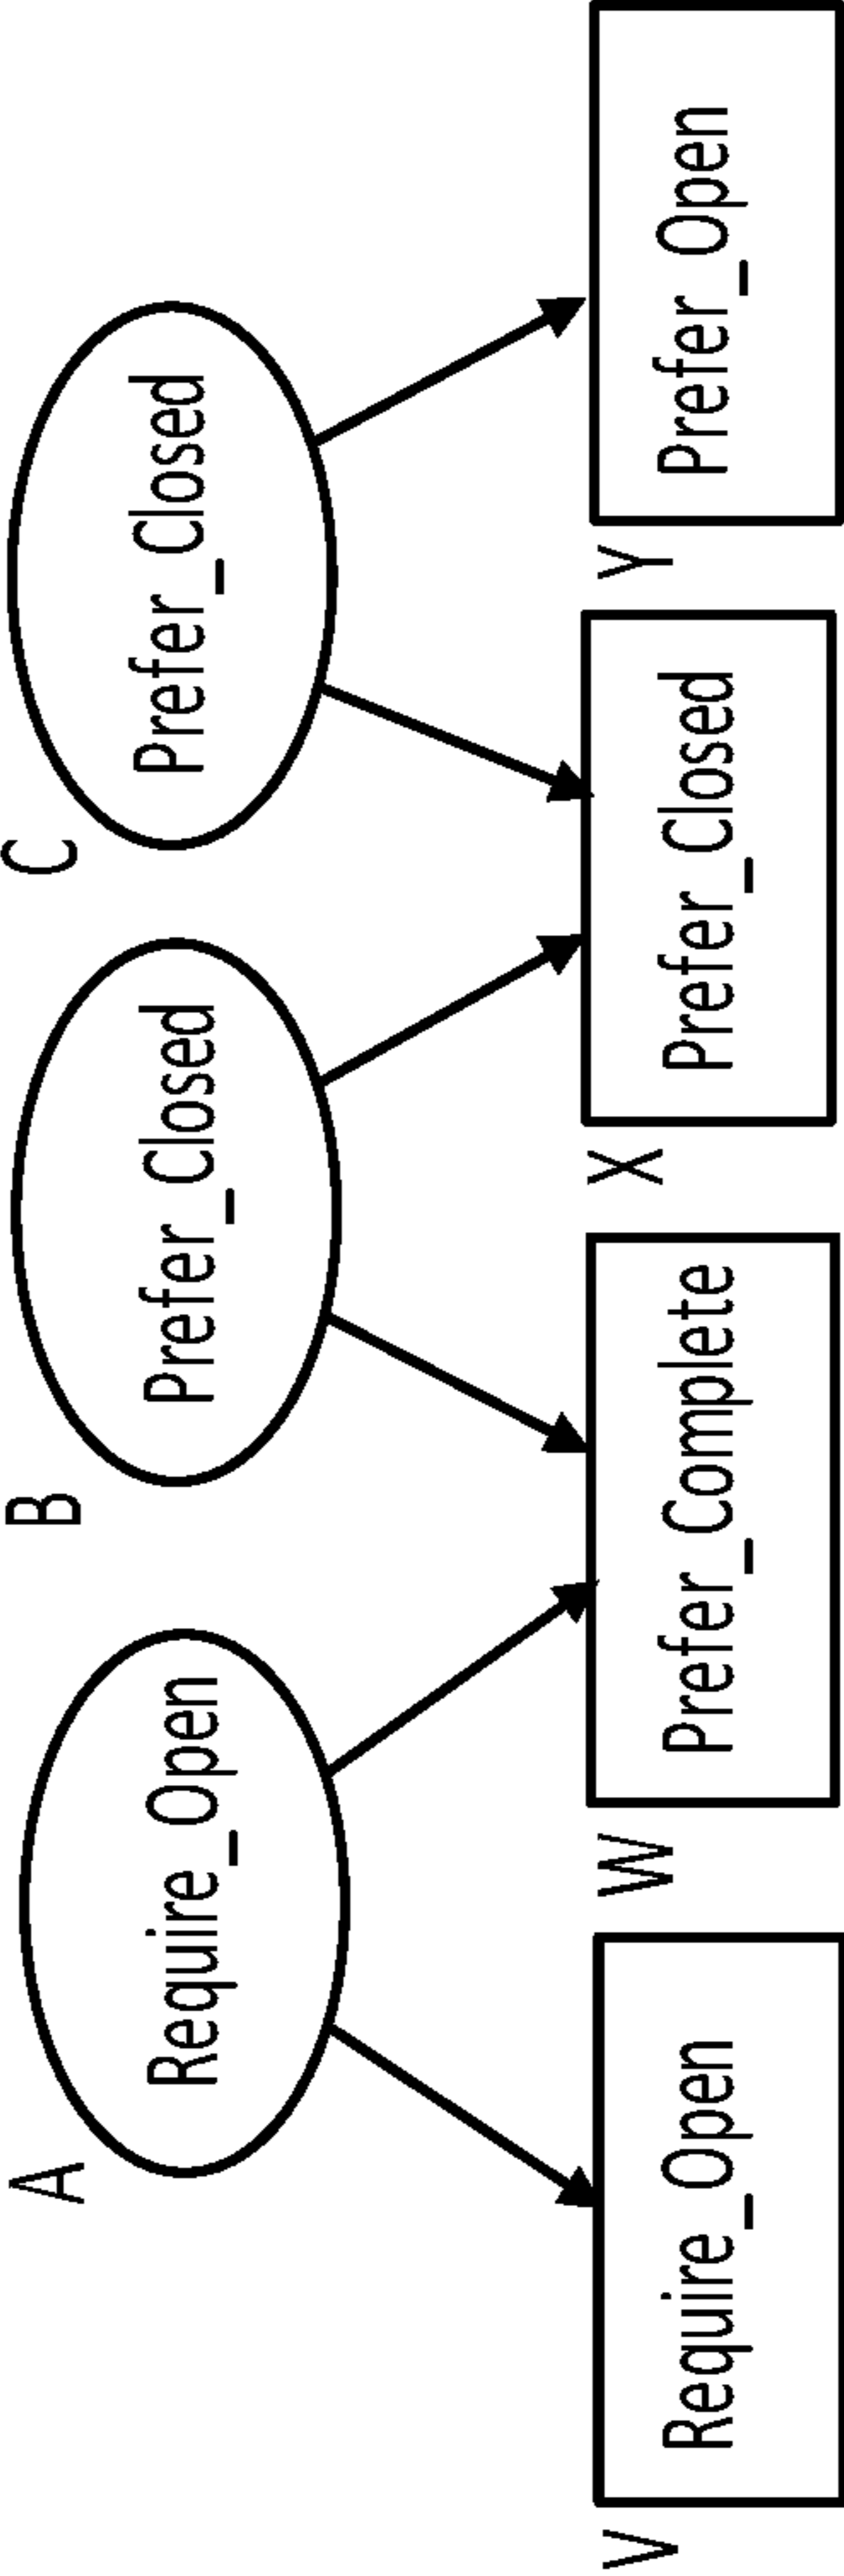 A
Require_Open
B
Prefer_Closed
C
Prefer_Closed
V
Require_Open
W
Prefer_Complete
X
Prefer_Closed
Y
Prefer_Open